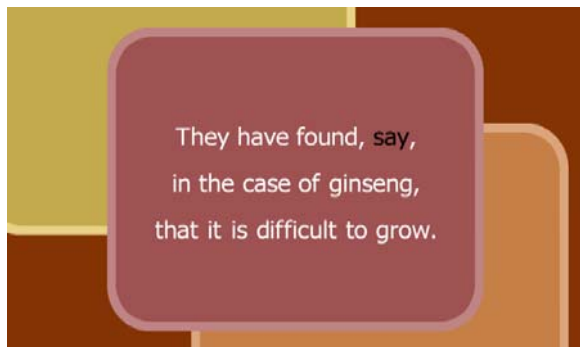 They have found, say,
in the case of ginseng,
that it is difficult to grow.